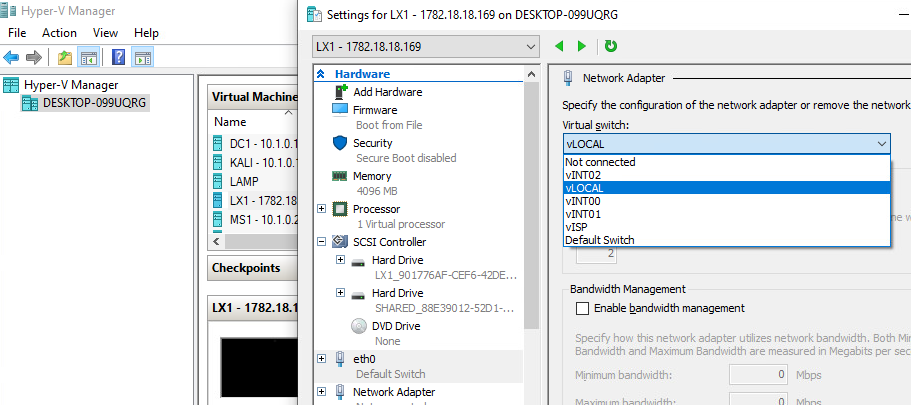 Hyper-V Manager
File Action View Help
Hyper-V Manager
DESKTOP-099UQRG
Virtual Machine
Name
DC1 - 10.1.0.1
KALI - 10.1.0.
LAMP
LX1 - 1782.18
MS1 - 10.1.0.2
Checkpoints
LX1 - 1782.18.1
Settings for LX1 - 1782.18.18.169 on DESKTOP-099UQRG
LX1 - 1782.18.18.169
Hardware
Add Hardware
Firmware
Boot from File
Security
Secure Boot disabled
Memory
4096 MB
Processor
1 Virtual processor
SCSI Controller
Hard Drive
LX1_901776AF-CEF6-42DE...
Hard Drive
SHARED_88E39012-52D1-...
DVD Drive
None
eth0
Default Switch
Network Adapter
Network Adapter
Specify the configuration of the network adapter or remove the network
Virtual switch:
vLOCAL
Not connected
vINT02
vLOCAL
vINT00
vINT01
vISP
Default Switch
2
Bandwidth Management
Enable bandwidth management
Specify how this network adapter utilizes network bandwidth. Both Min
Bandwidth and Maximum Bandwidth are measured in Megabits per sec
Minimum bandwidth: 0 Mbps
Maximum bandwidth: 0 Mbps